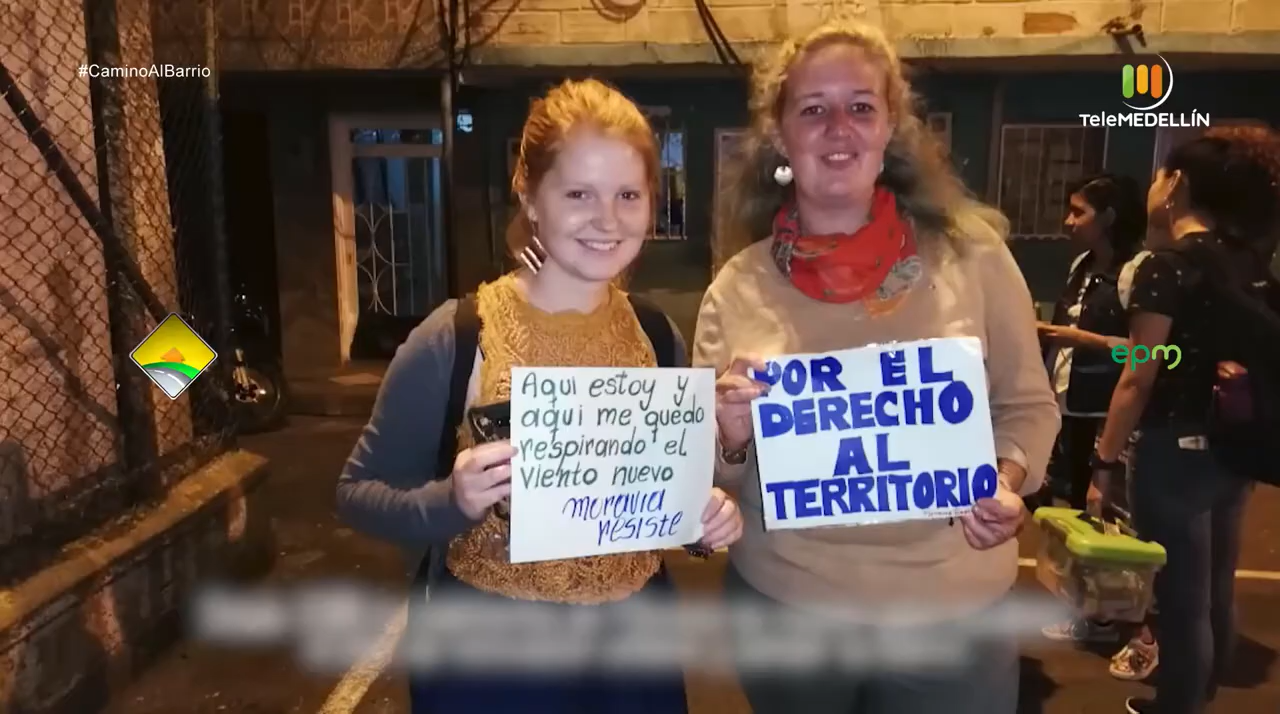 #CaminoAlBarrio
TeleMEDELLÍN
Aqui estoy y
aqui me quedo
respirando el
viento nuevo
moravia
resiste
POR EL
DERECHO
AL
TERRITORIO
epm